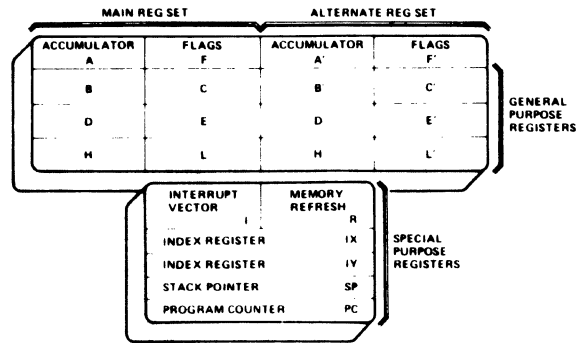 MAIN REG SET ALTERNATE REG SET
ACCUMULATOR FLAGS ACCUMULATOR FLAGS
A F A' F'
B C B' C'
D E D E'
H L H L'
GENERAL
PURPOSE
REGISTERS
INTERRUPT MEMORY
VECTOR REFRESH
I R
INDEX REGISTER IX
INDEX REGISTER IY
STACK POINTER SP
PROGRAM COUNTER PC
SPECIAL
PURPOSE
REGISTERS